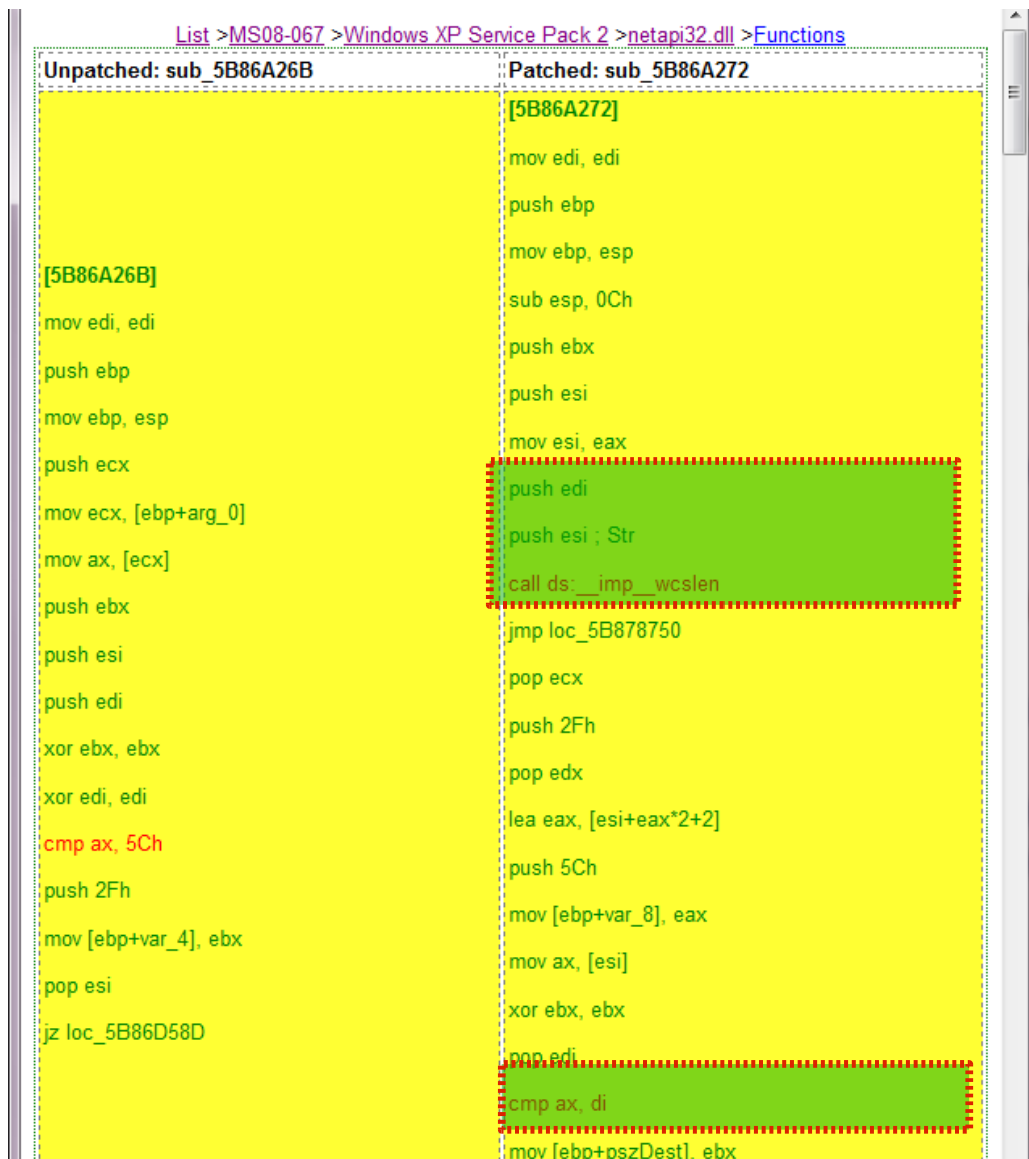 List >MS08-067 >Windows XP Service Pack 2 >netapi32.dll >Functions
Unpatched: sub_5B86A26B
[5B86A26B]
mov edi, edi
push ebp
mov ebp, esp
push ecx
mov ecx, [ebp+arg_0]
mov ax, [ecx]
push ebx
push esi
push edi
xor ebx, ebx
xor edi, edi
cmp ax, 5Ch
push 2Fh
mov [ebp+var_4], ebx
pop esi
jz loc_5B86D58D
Patched: sub_5B86A272
[5B86A272]
mov edi, edi
push ebp
mov ebp, esp
sub esp, 0Ch
push ebx
push esi
mov esi, eax
push edi
push esi ; Str
call ds:__imp__wcslen
jmp loc_5B878750
pop ecx
push 2Fh
pop edx
lea eax, [esi+eax*2+2]
push 5Ch
mov [ebp+var_8], eax
mov ax, [esi]
xor ebx, ebx
pop edi
cmp ax, di
mov [ebp+pszDest], ebx